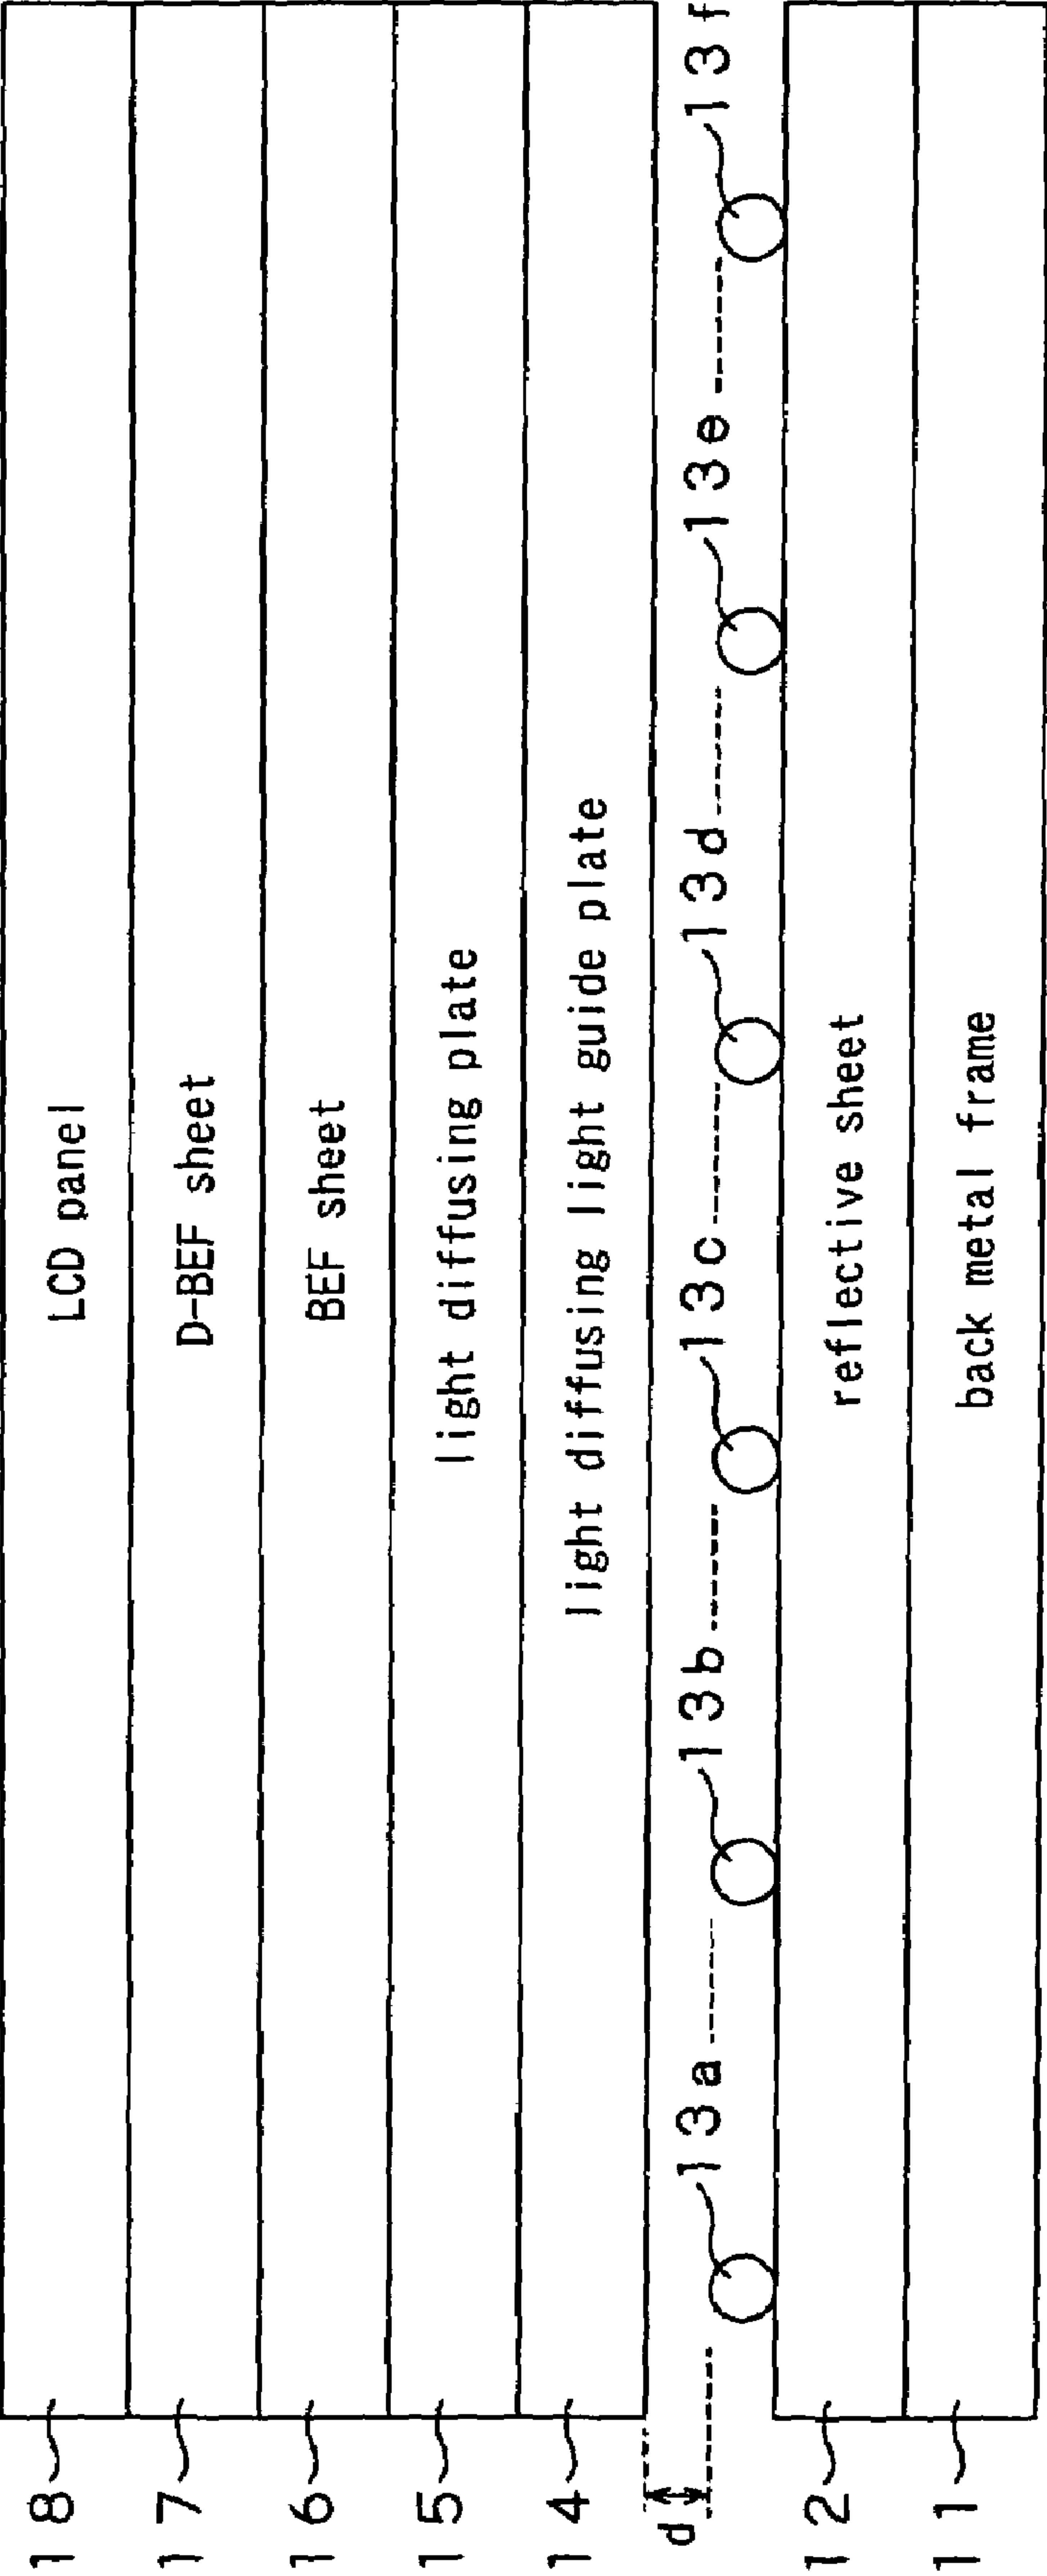 18 LCD panel
17 D-BEF sheet
16 BEF sheet
15 light diffusing plate
14 light diffusing light guide plate
d 13a 13b 13c 13d 13e 13f
12 reflective sheet
11 back metal frame